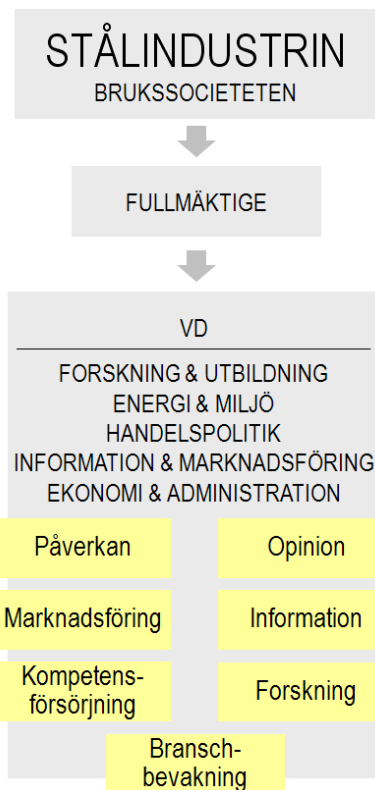 STÅLINDUSTRIN
BRUKSSOCIETETEN
FULLMÄKTIGE
VD
FORSKNING & UTBILDNING
ENERGI & MILJÖ
HANDELSPOLITIK
INFORMATION & MARKNADSFÖRING
EKONOMI & ADMINISTRATION
Påverkan
Opinion
Marknadsföring
Information
Kompetens-
försörjning
Forskning
Bransch-
bevakning